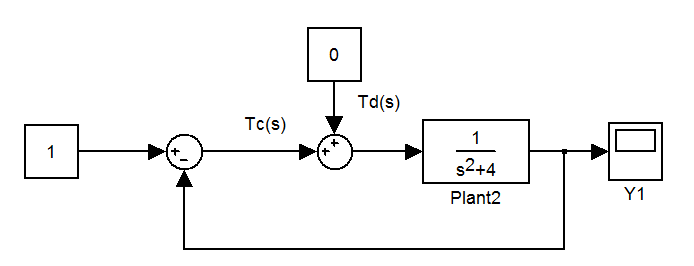 0
Td(s)
Tc(s)
1
+
−
+
+
1
s²+4
Plant2
Y1